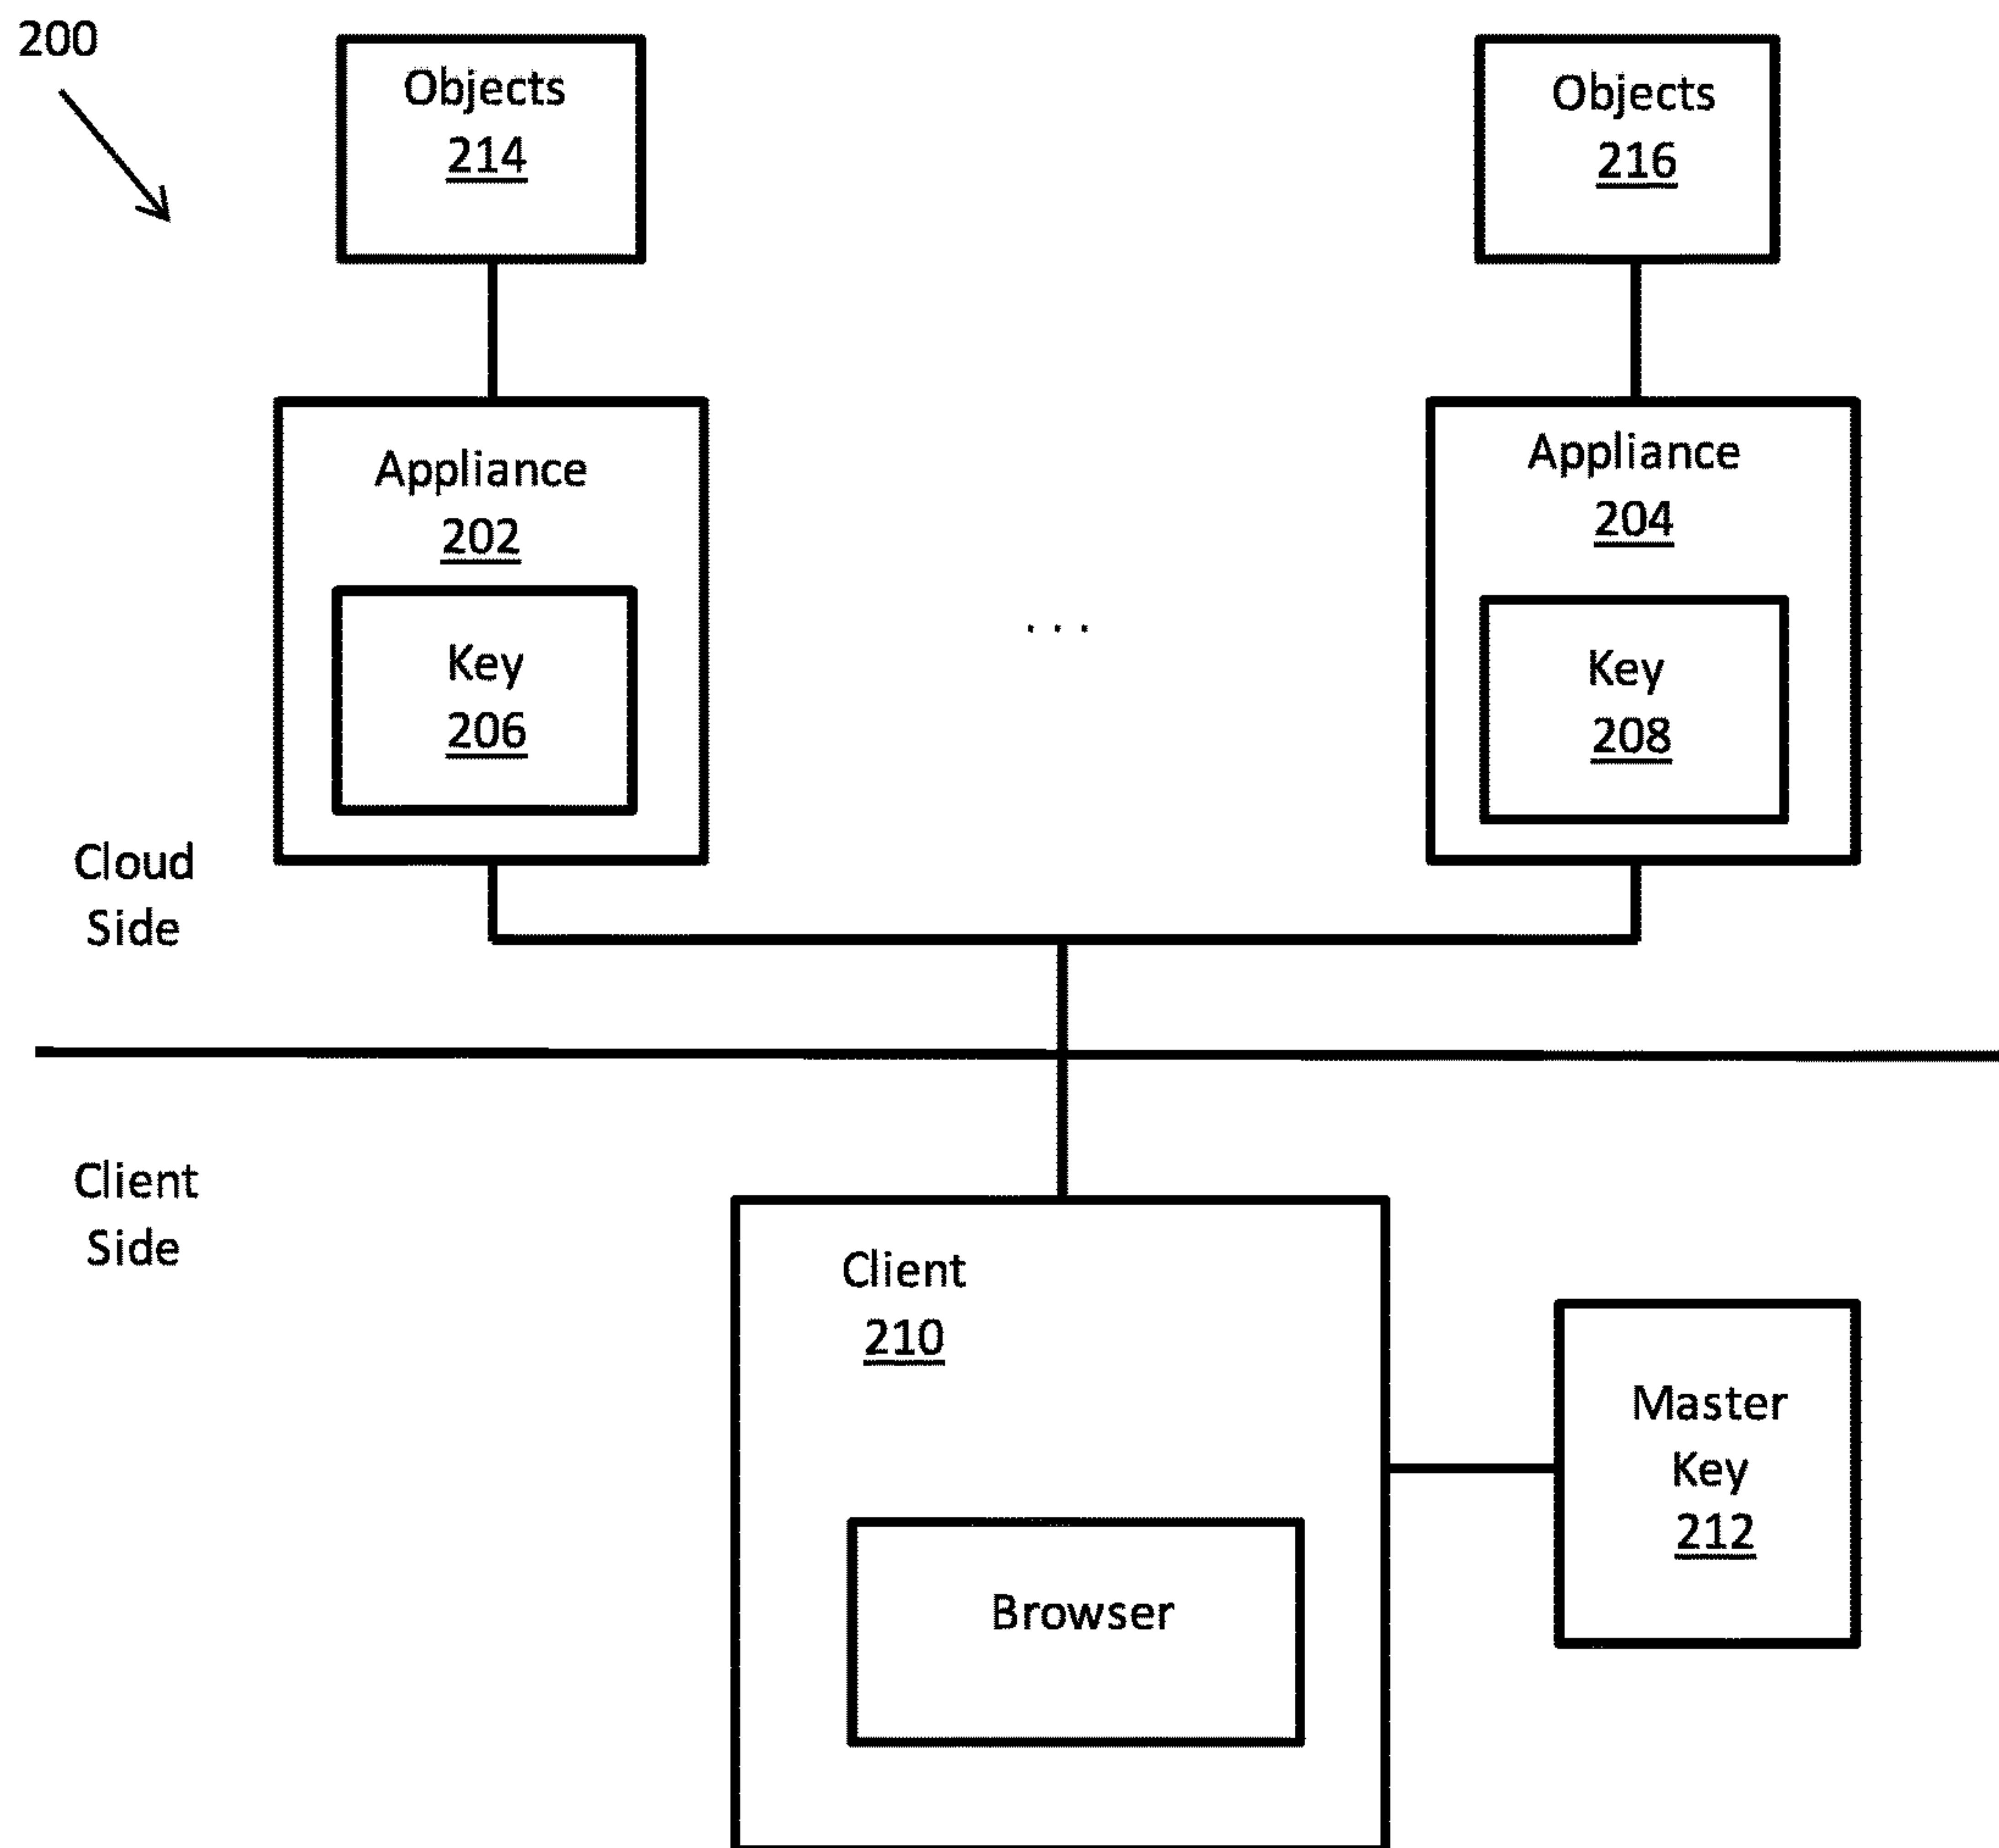 200
Objects
214
Objects
216
Appliance
202
Appliance
204
Key
206
...
Key
208
Cloud
Side
Client
Side
Client
210
Master
Key
212
Browser